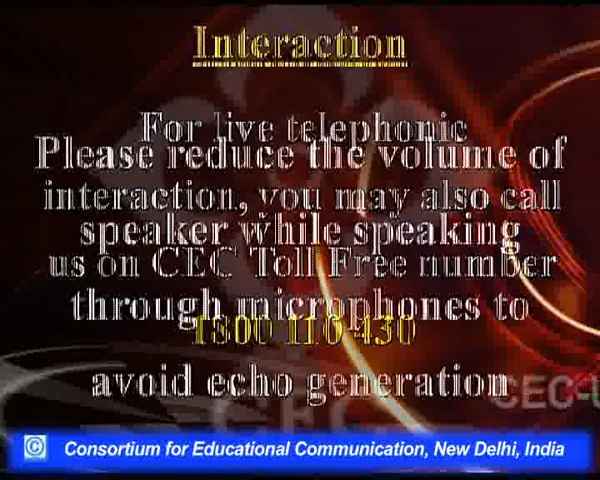 Interaction
For live telephonic
Please reduce the volume of
interaction, you may also call
speaker while speaking
us on CEC Toll Free number
through microphones to
1800 110 430
avoid echo generation
CEC-U
CEC
© Consortium for Educational Communication, New Delhi, India